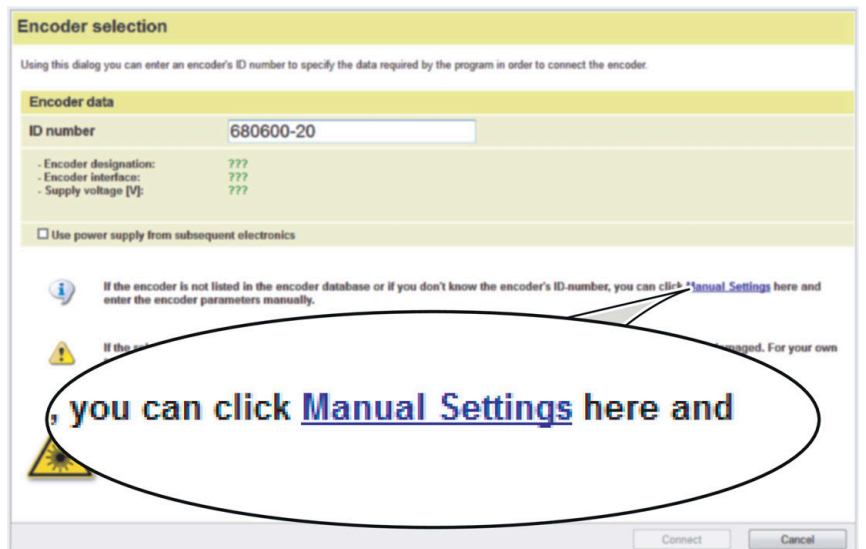 Encoder selection
Using this dialog you can enter an encoder's ID number to specify the data required by the program in order to connect the encoder.
Encoder data
ID number 680600-20
- Encoder designation: ???
- Encoder interface: ???
- Supply voltage [V]: ???
Use power supply from subsequent electronics
If the encoder is not listed in the encoder database or if you don't know the encoder's ID-number, you can click Manual Settings here and
enter the encoder parameters manually.
If the damaged. For your own
, you can click Manual Settings here and
Connect Cancel